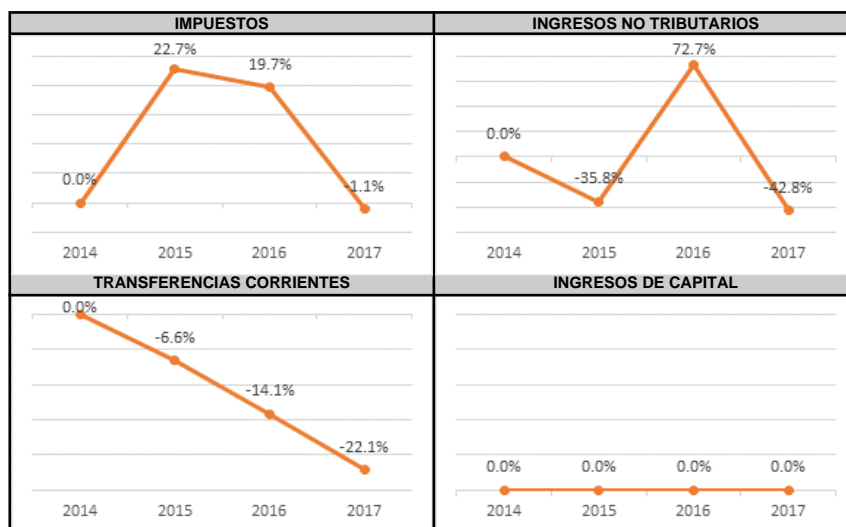 IMPUESTOS
22.7%
19.7%
0.0%
-1.1%
2014 2015 2016 2017
INGRESOS NO TRIBUTARIOS
72.7%
0.0%
-35.8%
-42.8%
2014 2015 2016 2017
TRANSFERENCIAS CORRIENTES
0.0%
-6.6%
-14.1%
-22.1%
2014 2015 2016 2017
INGRESOS DE CAPITAL
0.0% 0.0% 0.0% 0.0%
2014 2015 2016 2017